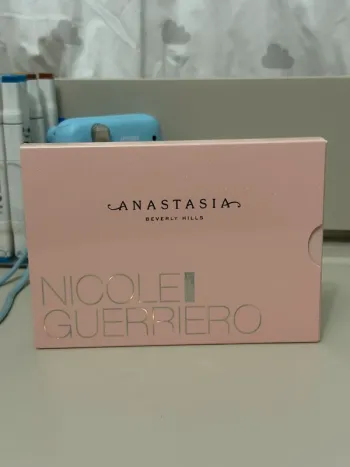 ANASTASIA
BEVERLY HILLS
NICOLE
GUERRIERO